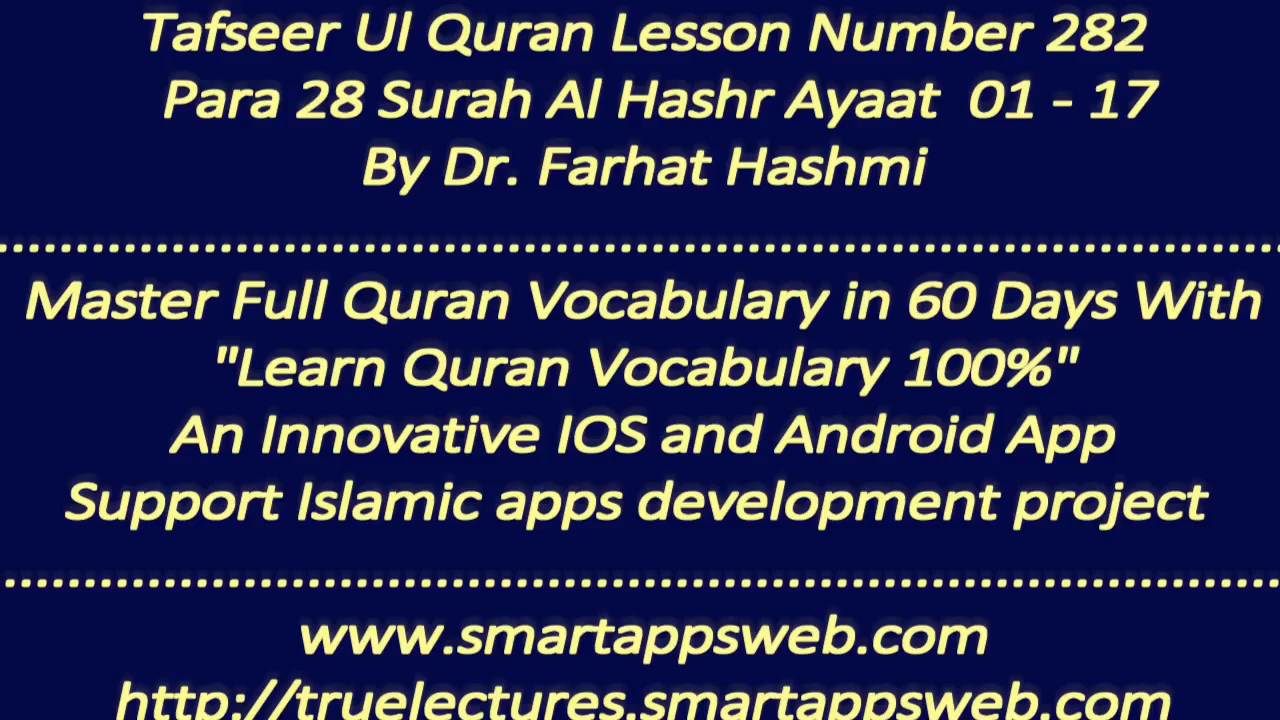 Tafseer Ul Quran Lesson Number 282
Para 28 Surah Al Hashr Ayaat 01 - 17
By Dr. Farhat Hashmi
Master Full Quran Vocabulary in 60 Days With
"Learn Quran Vocabulary 100%"
An Innovative IOS and Android App
Support Islamic apps development project
www.smartappsweb.com
http://truelectures.smartappsweb.com